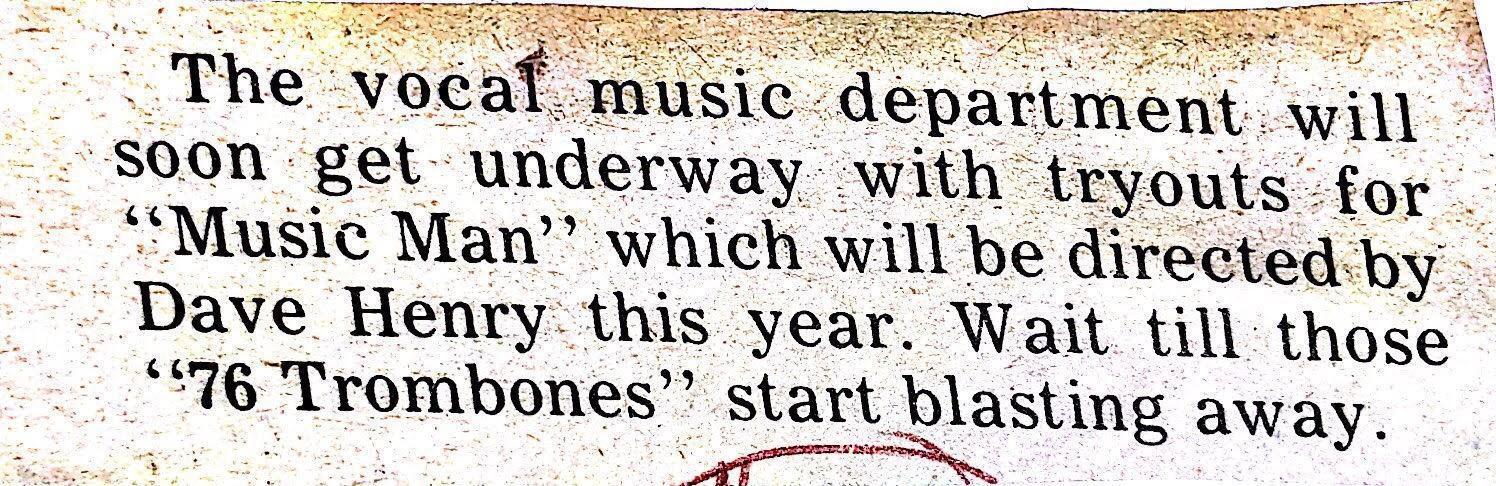 The vocal music department will
soon get underway with tryouts for
“Music Man” which will be directed by
Dave Henry this year. Wait till those
“76 Trombones” start blasting away.